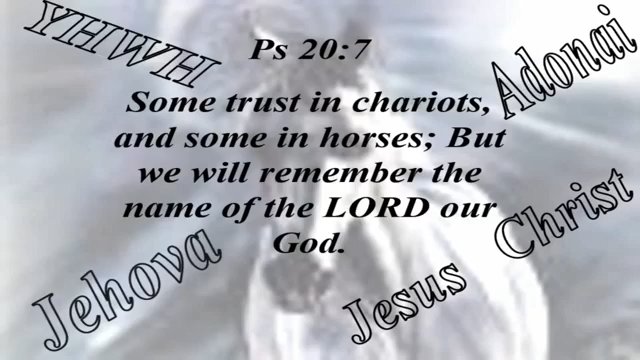 YHWH
Ps 20:7
Adonai
Some trust in chariots,
and some in horses; But
we will remember the
name of the LORD our
God.
Jehova
Jesus Christ